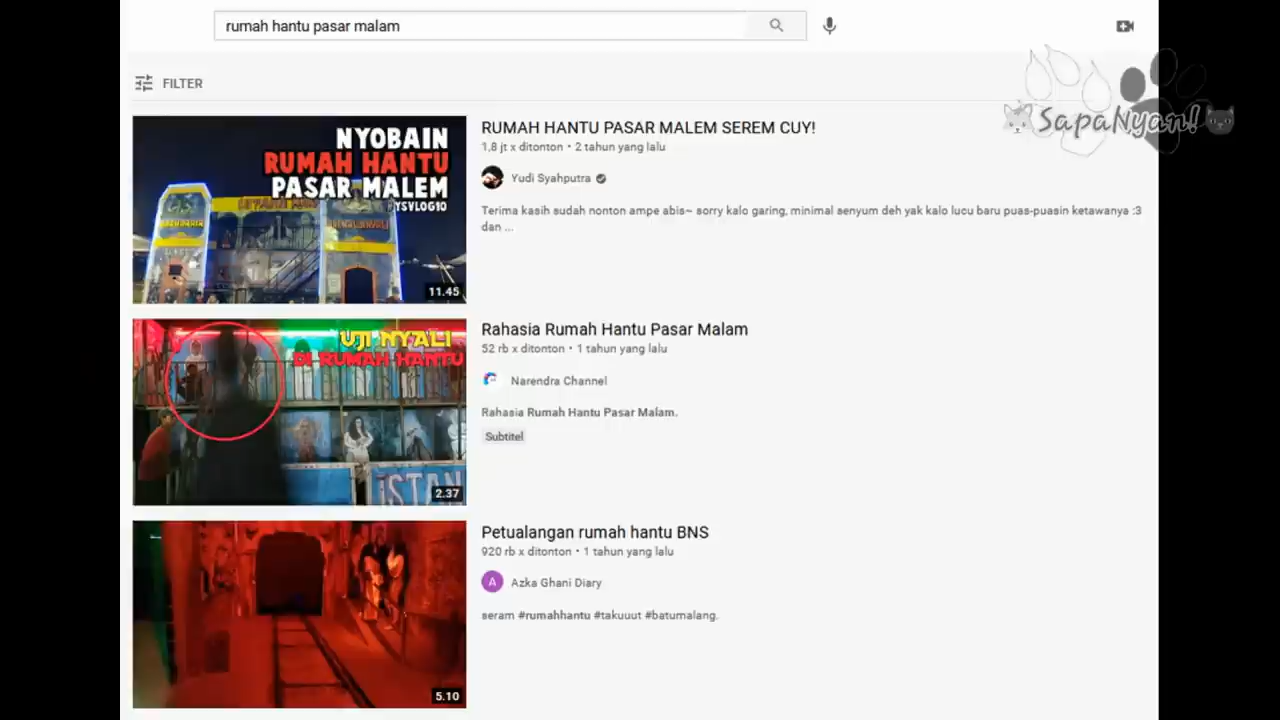 rumah hantu pasar malam
SapaNyan!
FILTER
NYOBAIN
RUMAH HANTU
PASAR MALEM
YSVLOG10
11.45
RUMAH HANTU PASAR MALEM SEREM CUY!
1,8 jt x ditonton • 2 tahun yang lalu
Yudi Syahputra
Terima kasih sudah nonton ampe abis~ sorry kalo garing, minimal senyum deh yak kalo lucu baru puas-puasin ketawanya :3
dan ...
UJI NYALI
DI RUMAH HANTU
ISTAN
2.37
Rahasia Rumah Hantu Pasar Malam
52 rb x ditonton • 1 tahun yang lalu
Narendra Channel
Rahasia Rumah Hantu Pasar Malam.
Subtitel
5.10
Petualangan rumah hantu BNS
920 rb x ditonton • 1 tahun yang lalu
A
Azka Ghani Diary
seram #rumahhantu #takuuut #batumalang.